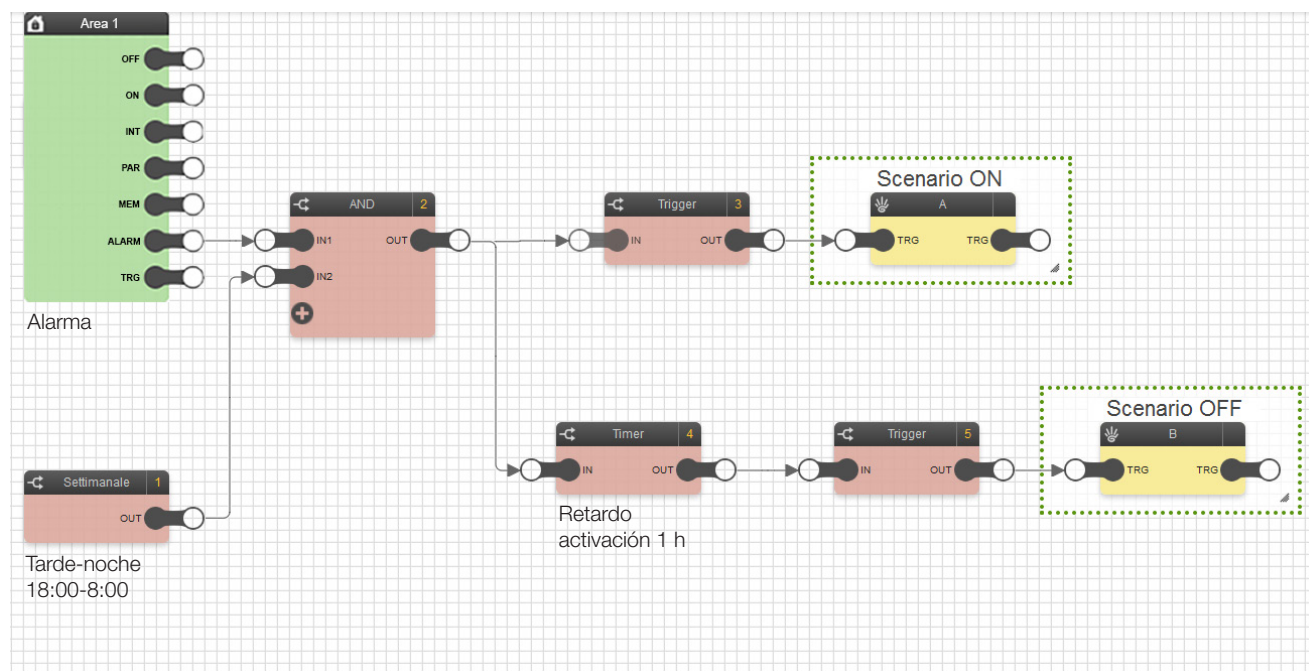 Area 1
OFF
ON
INT
PAR
MEM
ALARM
TRG
Alarma
AND 2
IN1 OUT
IN2
Trigger 3
IN OUT
Scenario ON
A
TRG TRG
Settimanale 1
OUT
Tarde-noche
18:00-8:00
Timer 4
IN OUT
Retardo
activación 1 h
Trigger 5
IN OUT
Scenario OFF
B
TRG TRG